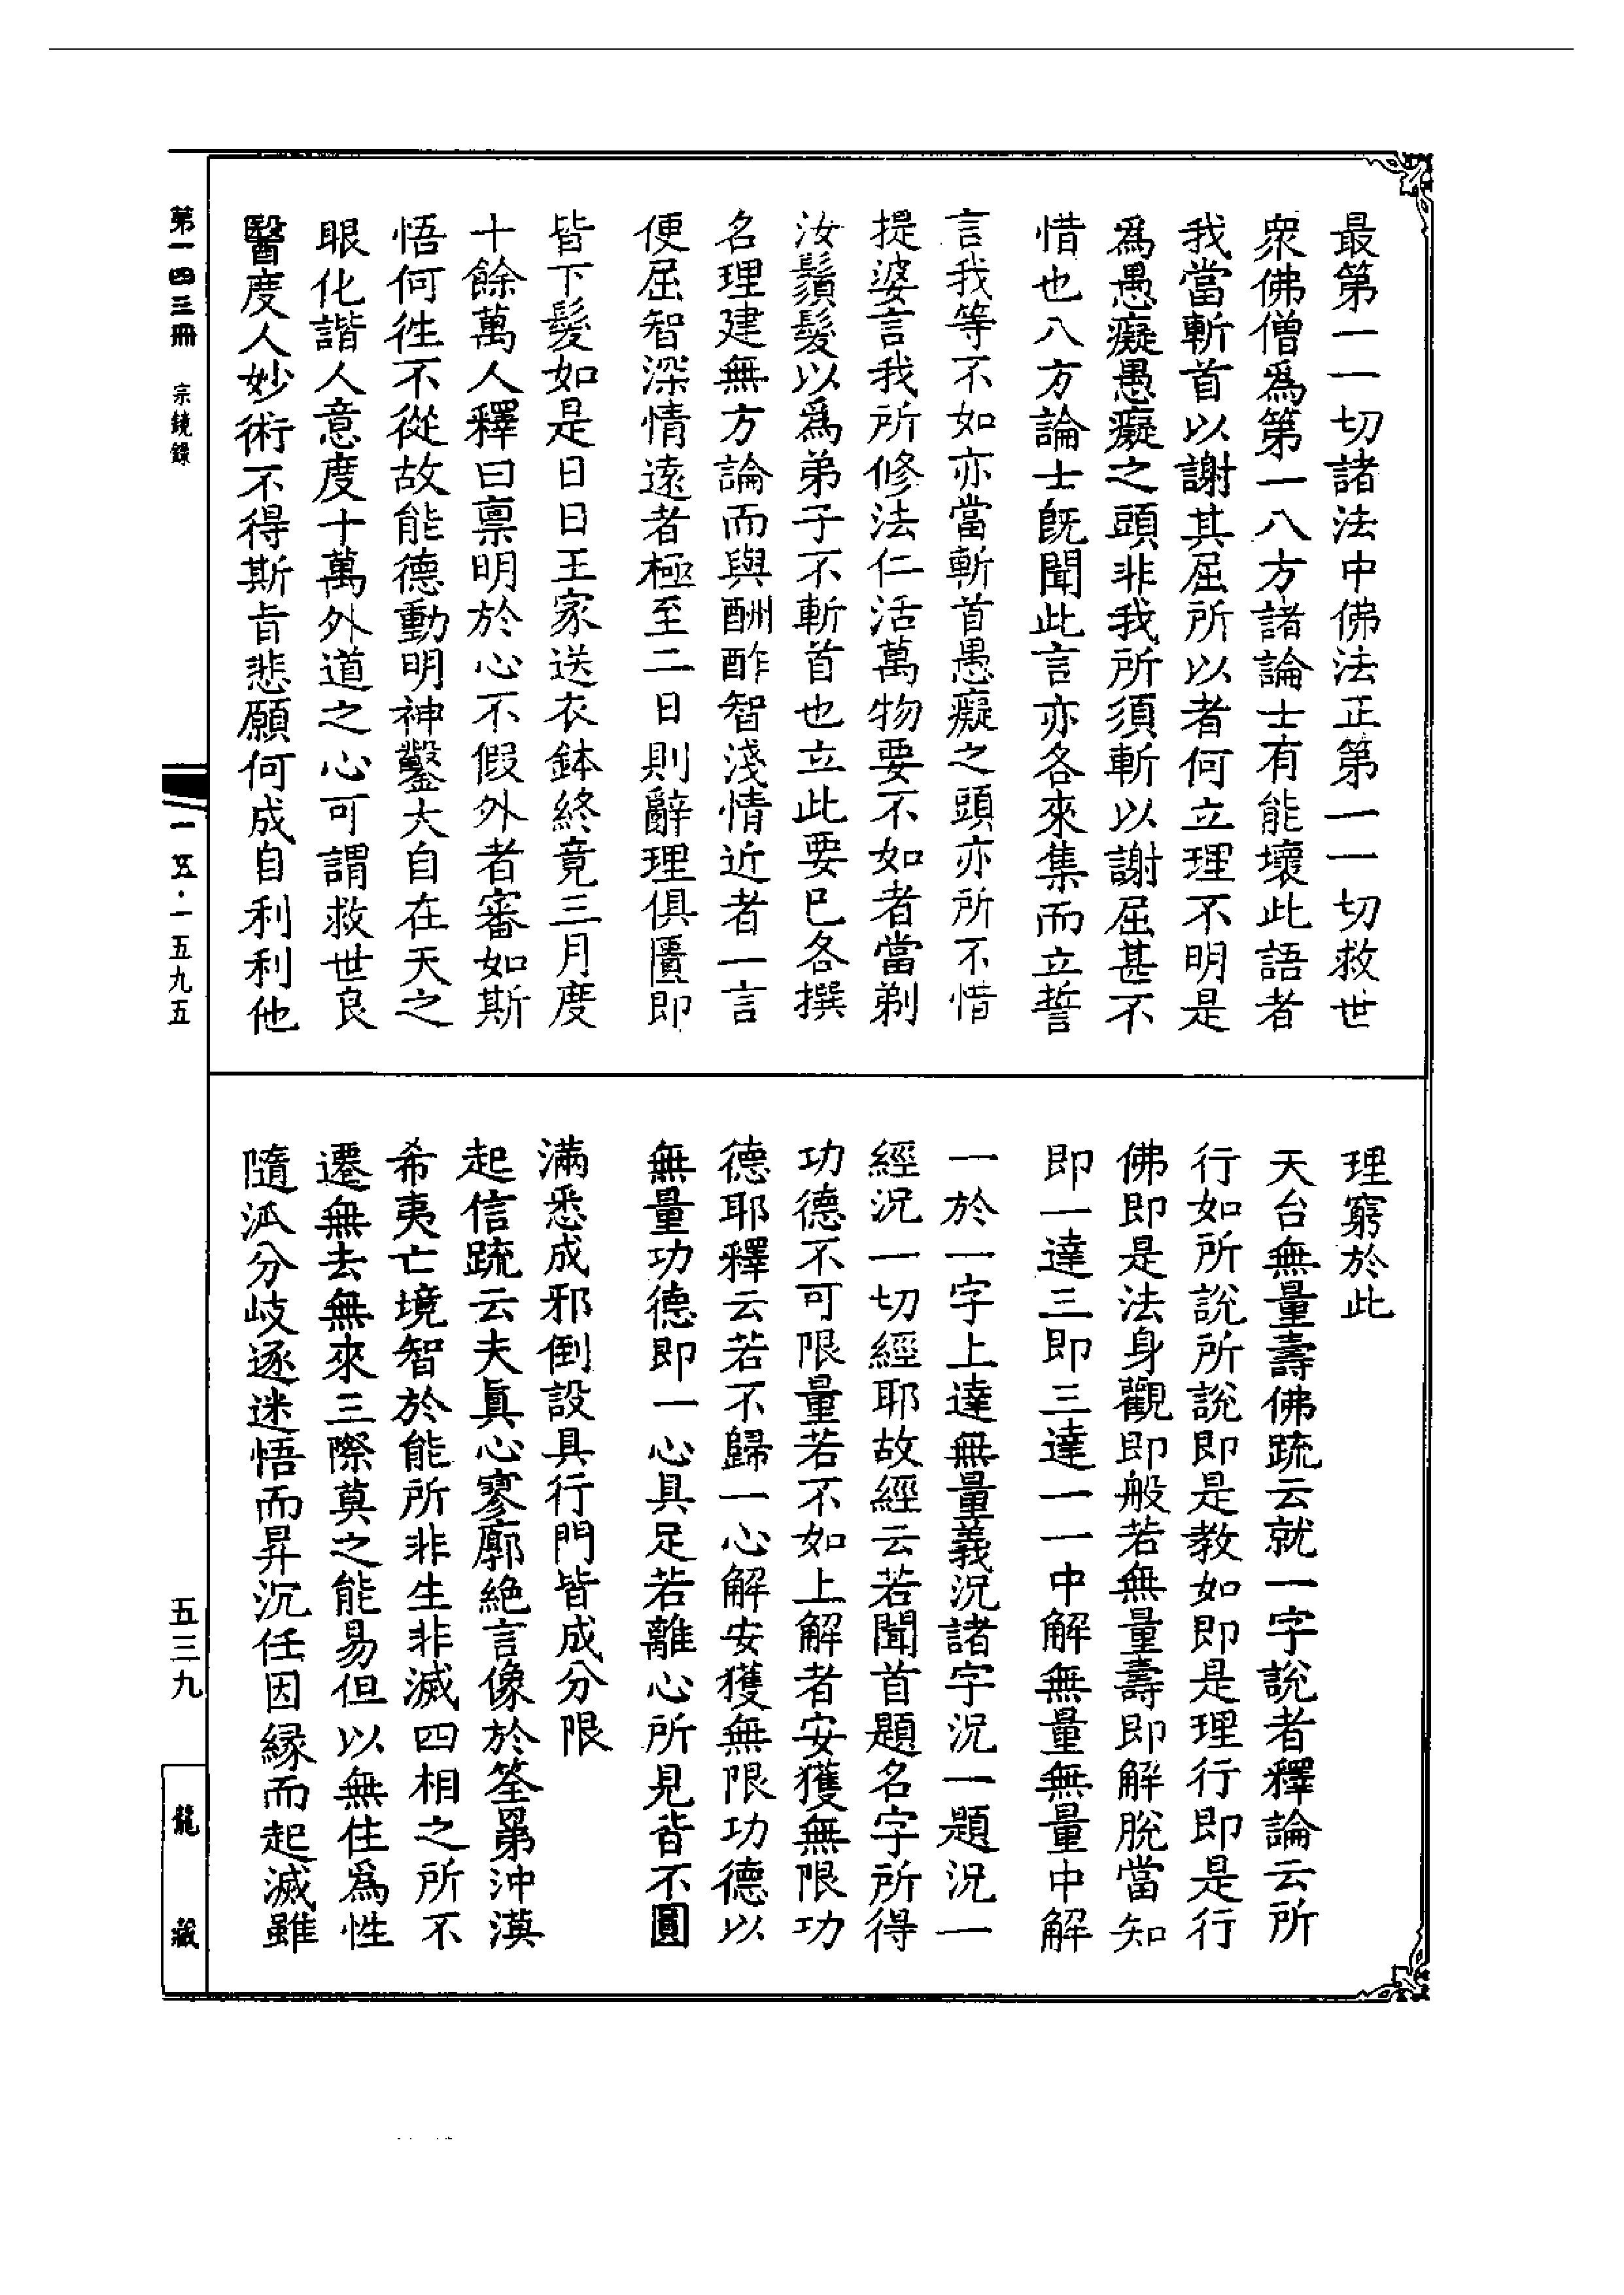 最第一一切諸法中佛法正第一一切救世
衆佛僧爲第一八方諸論士有能壞此語者
我當斬首以謝其屈所以者何立理不明是
爲愚癡愚癡之頭非我所須斬以謝屈甚不
惜也八方論士旣聞此言亦各來集而立誓
言我等不如亦當斬首愚癡之頭亦所不惜
提婆言我所修法仁活萬物要不如者當剃
汝鬚髮以爲弟子不斬首也立此要已各撰
名理建無方論而與酬酢智淺情近者一言
便屈智深情遠者極至二日則辭理俱匱即
皆下髮如是日日王家送衣鉢終竟三月度
十餘萬人釋曰稟明於心不假外者審如斯
悟何往不從故能德動明神鑿大自在天之
眼化諧人意度十萬外道之心可謂救世良
醫度人妙術不得斯旨悲願何成自利利他
理窮於此
天台無量壽佛疏云就一字說者釋論云所
行如所說所說即是教如即是理行即是行
佛即是法身觀即般若無量壽即解脫當知
即一達三即三達一一中解無量無量中解
一於一字上達無量義況諸字況一題況一
經況一切經耶故經云若聞首題名字所得
功德不可限量若不如上解者安獲無限功
德耶釋云若不歸一心解安獲無限功德以
無量功德即一心具足若離心所見皆不圓
滿悉成邪倒設具行門皆成分限
起信疏云夫眞心寥廓絶言像於筌罤沖漠
希夷亡境智於能所非生非滅四相之所不
遷無去無來三際莫之能易但以無住爲性
隨派分岐逐迷悟而昇沉任因緣而起滅雖
第一四三冊 宗鏡錄
一五·一五九五
五三九
龍藏